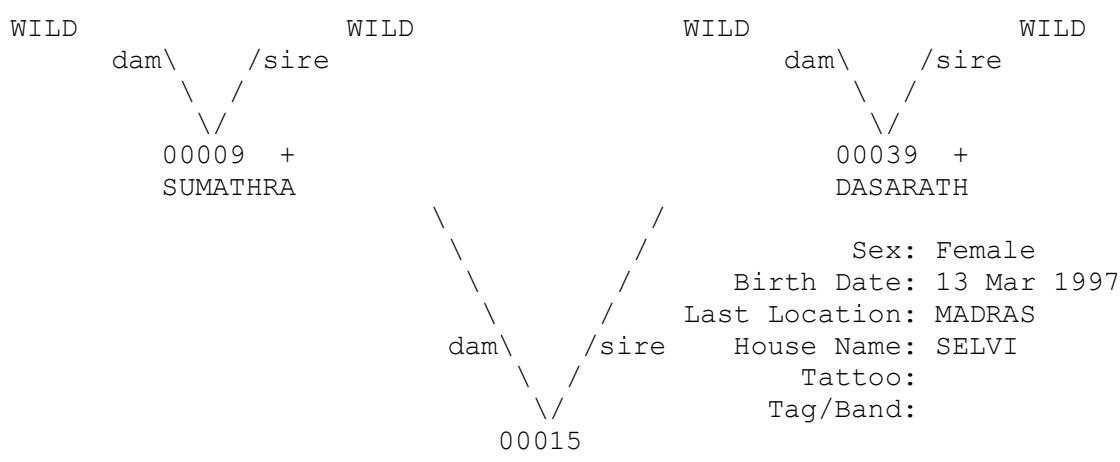 WILD WILD WILD WILD
dam\ /sire dam\ /sire
\ / \ /
\/ \/
00009 + 00039 +
SUMATHRA DASARATH
\ /
\ / Sex: Female
\ / Birth Date: 13 Mar 1997
\ / Last Location: MADRAS
dam\ /sire House Name: SELVI
\ / Tattoo:
\/ Tag/Band:
00015